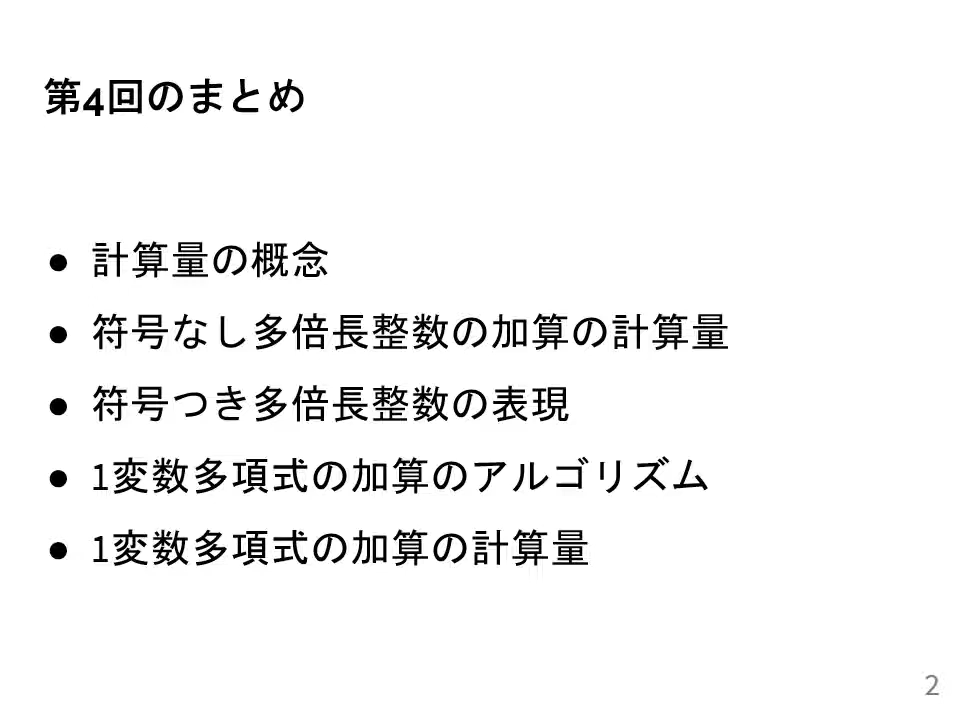 第4回のまとめ
● 計算量の概念
● 符号なし多倍長整数の加算の計算量
● 符号つき多倍長整数の表現
● 1変数多項式の加算のアルゴリズム
● 1変数多項式の加算の計算量
2